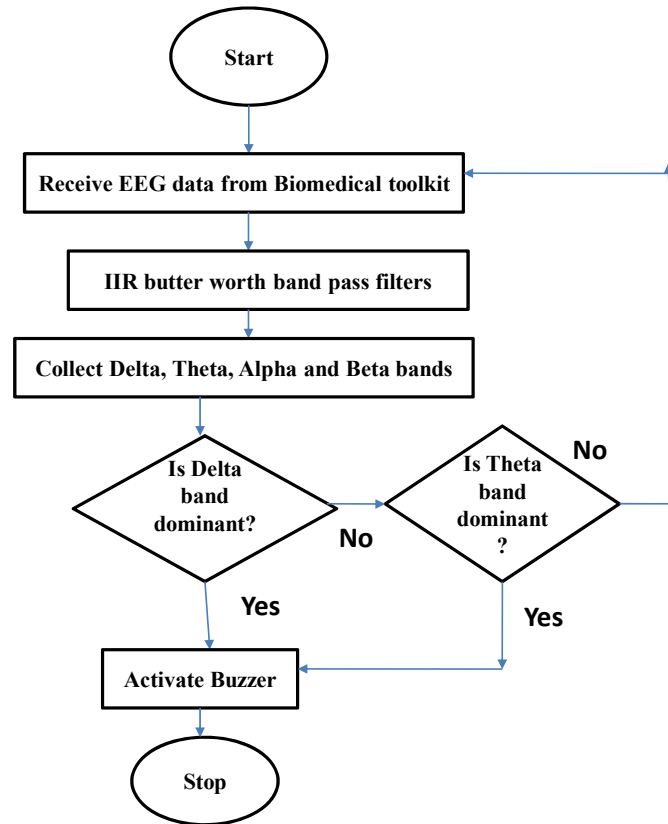 Start
Receive EEG data from Biomedical toolkit
IIR butter worth band pass filters
Collect Delta, Theta, Alpha and Beta bands
Is Delta
band
dominant?
No
Is Theta
band
dominant
?
No
Yes
Yes
Activate Buzzer
Stop